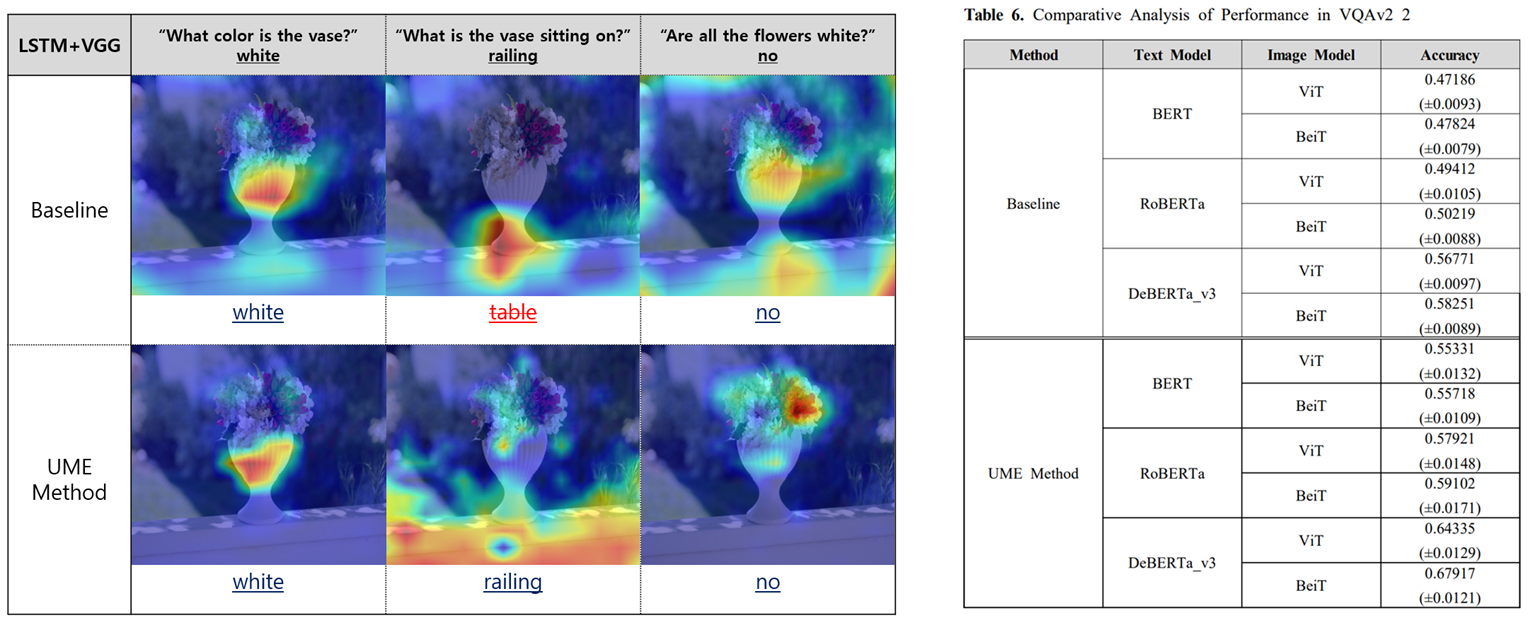 LSTM+VGG
“What color is the vase?”
white
“What is the vase sitting on?”
railing
“Are all the flowers white?”
no
Baseline
white
table
no
UME
Method
white
railing
no
Table 6. Comparative Analysis of Performance in VQAv2 2
Method Text Model Image Model Accuracy
Baseline
BERT
ViT
0.47186
(±0.0093)
BeiT
0.47824
(±0.0079)
RoBERTa
ViT
0.49412
(±0.0105)
BeiT
0.50219
(±0.0088)
DeBERTa_v3
ViT
0.56771
(±0.0097)
BeiT
0.58251
(±0.0089)
UME Method
BERT
ViT
0.55331
(±0.0132)
BeiT
0.55718
(±0.0109)
RoBERTa
ViT
0.57921
(±0.0148)
BeiT
0.59102
(±0.0171)
DeBERTa_v3
ViT
0.64335
(±0.0129)
BeiT
0.67917
(±0.0121)